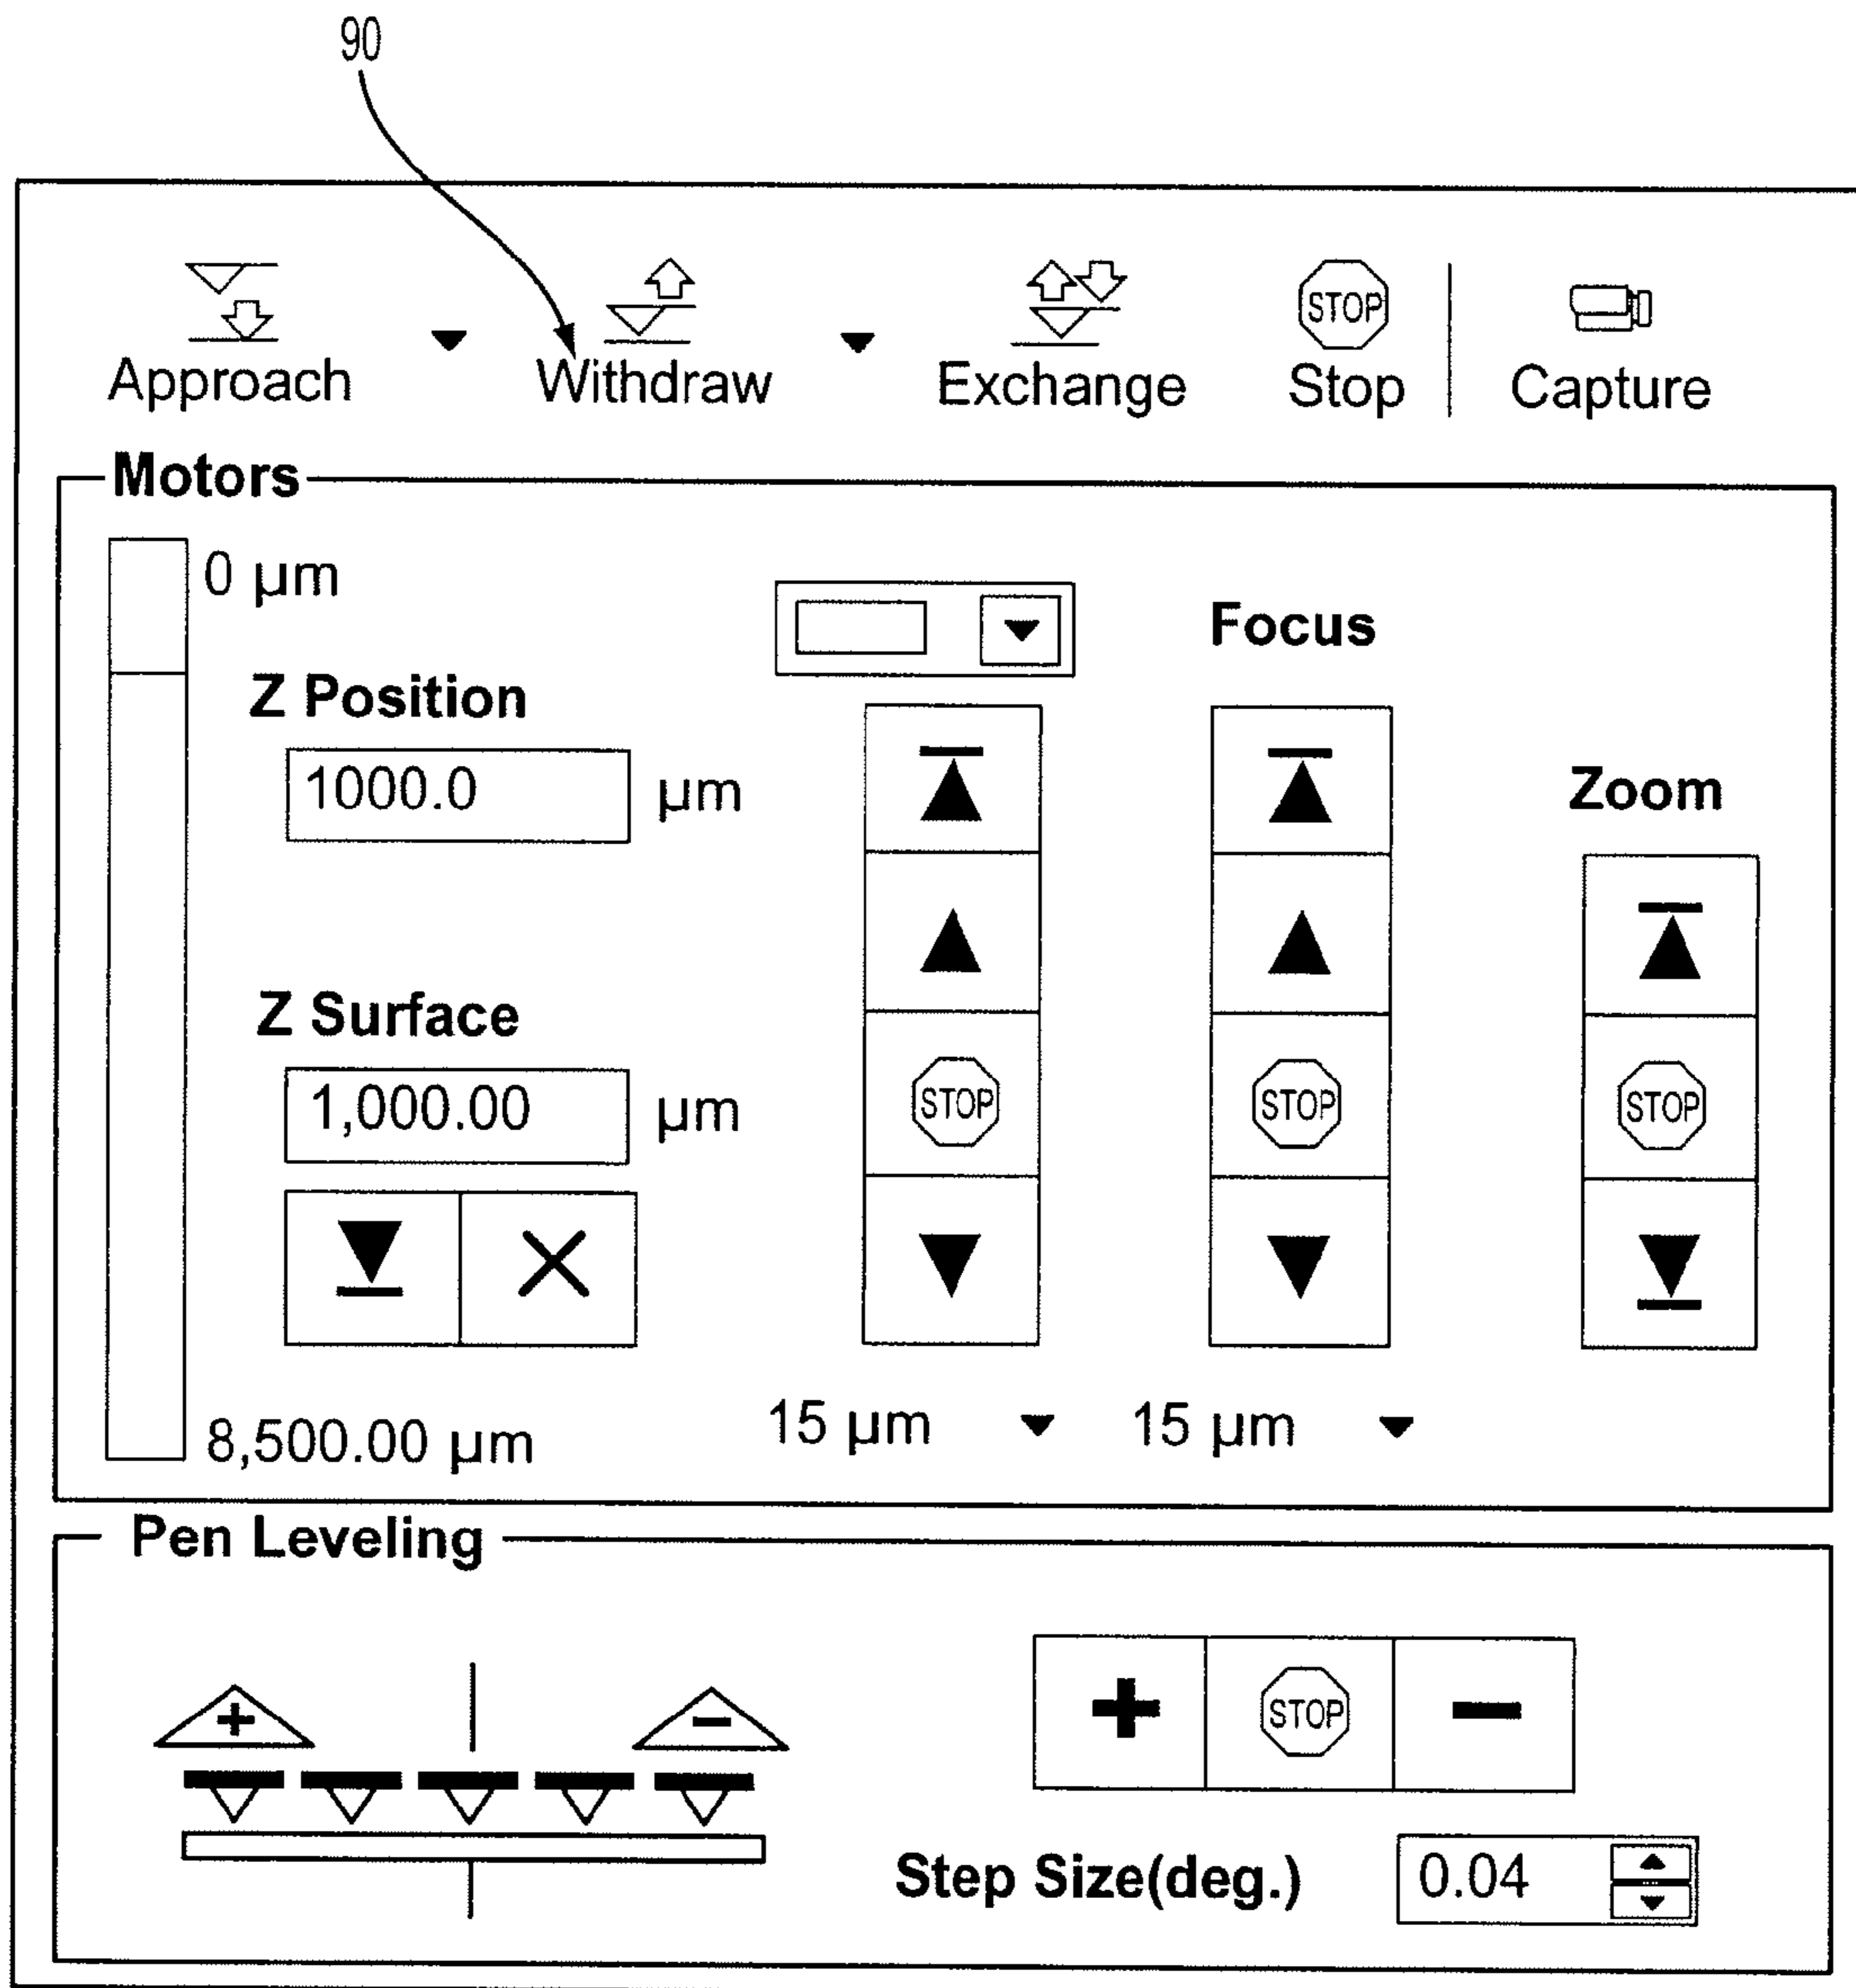 90
STOP
Approach Withdraw Exchange Stop Capture
Motors
0 μm
Focus
Z Position
1000.0 μm
Zoom
Z Surface
1,000.00 μm
STOP STOP STOP
15 μm 15 μm
8,500.00 μm
Pen Leveling
+ - + STOP -
Step Size(deg.) 0.04